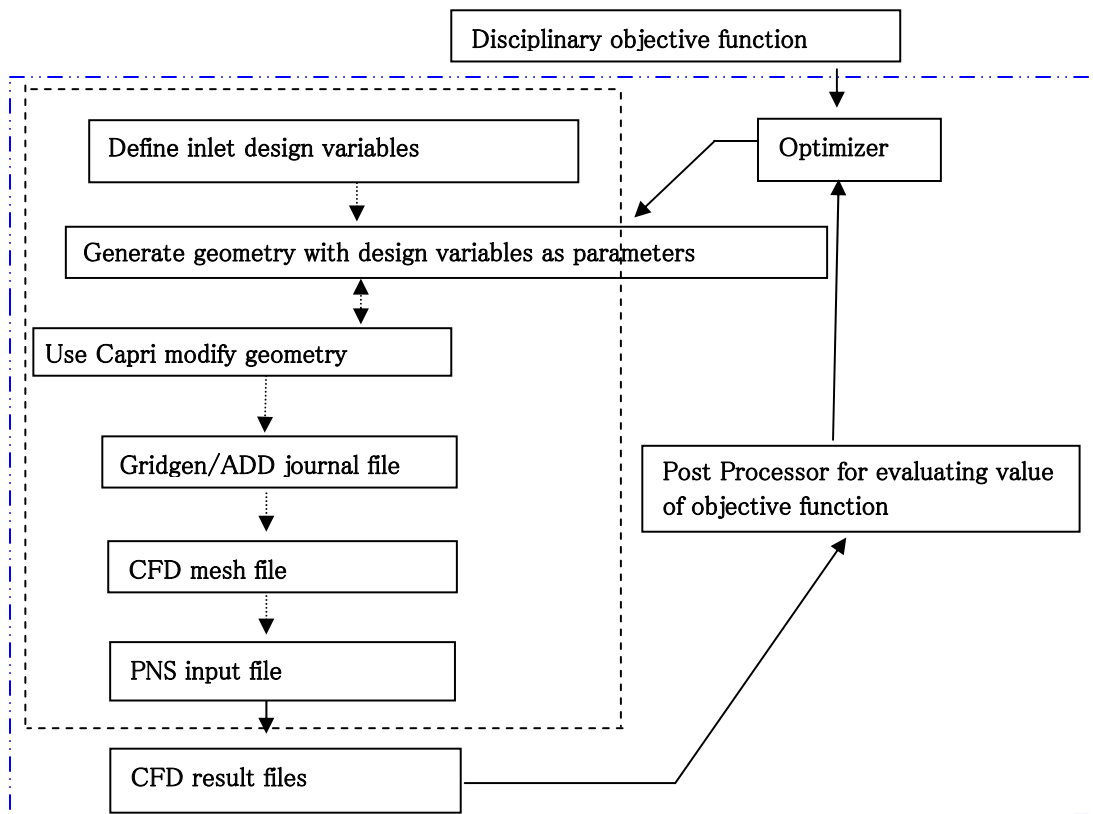 Disciplinary objective function
Define inlet design variables
Optimizer
Generate geometry with design variables as parameters
Use Capri modify geometry
Gridgen/ADD journal file
Post Processor for evaluating value
of objective function
CFD mesh file
PNS input file
CFD result files